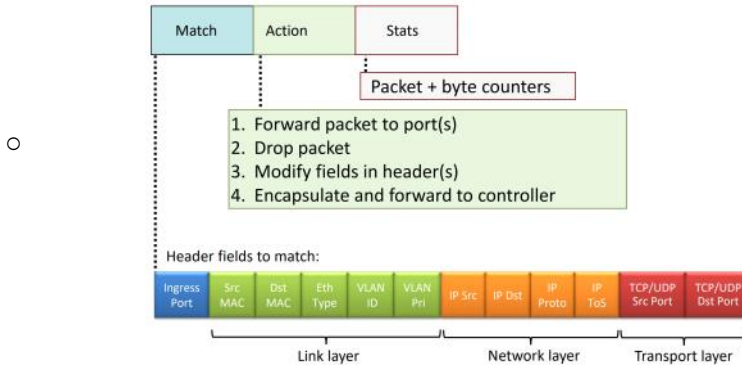 Match Action Stats
Packet + byte counters
1. Forward packet to port(s)
2. Drop packet
3. Modify fields in header(s)
4. Encapsulate and forward to controller
Header fields to match:
Ingress Src Dst Eth VLAN VLAN IP Src IP Dst IP IP TCP/UDP TCP/UDP
Port MAC MAC Type ID Pri Proto ToS Src Port Dst Port
Link layer Network layer Transport layer